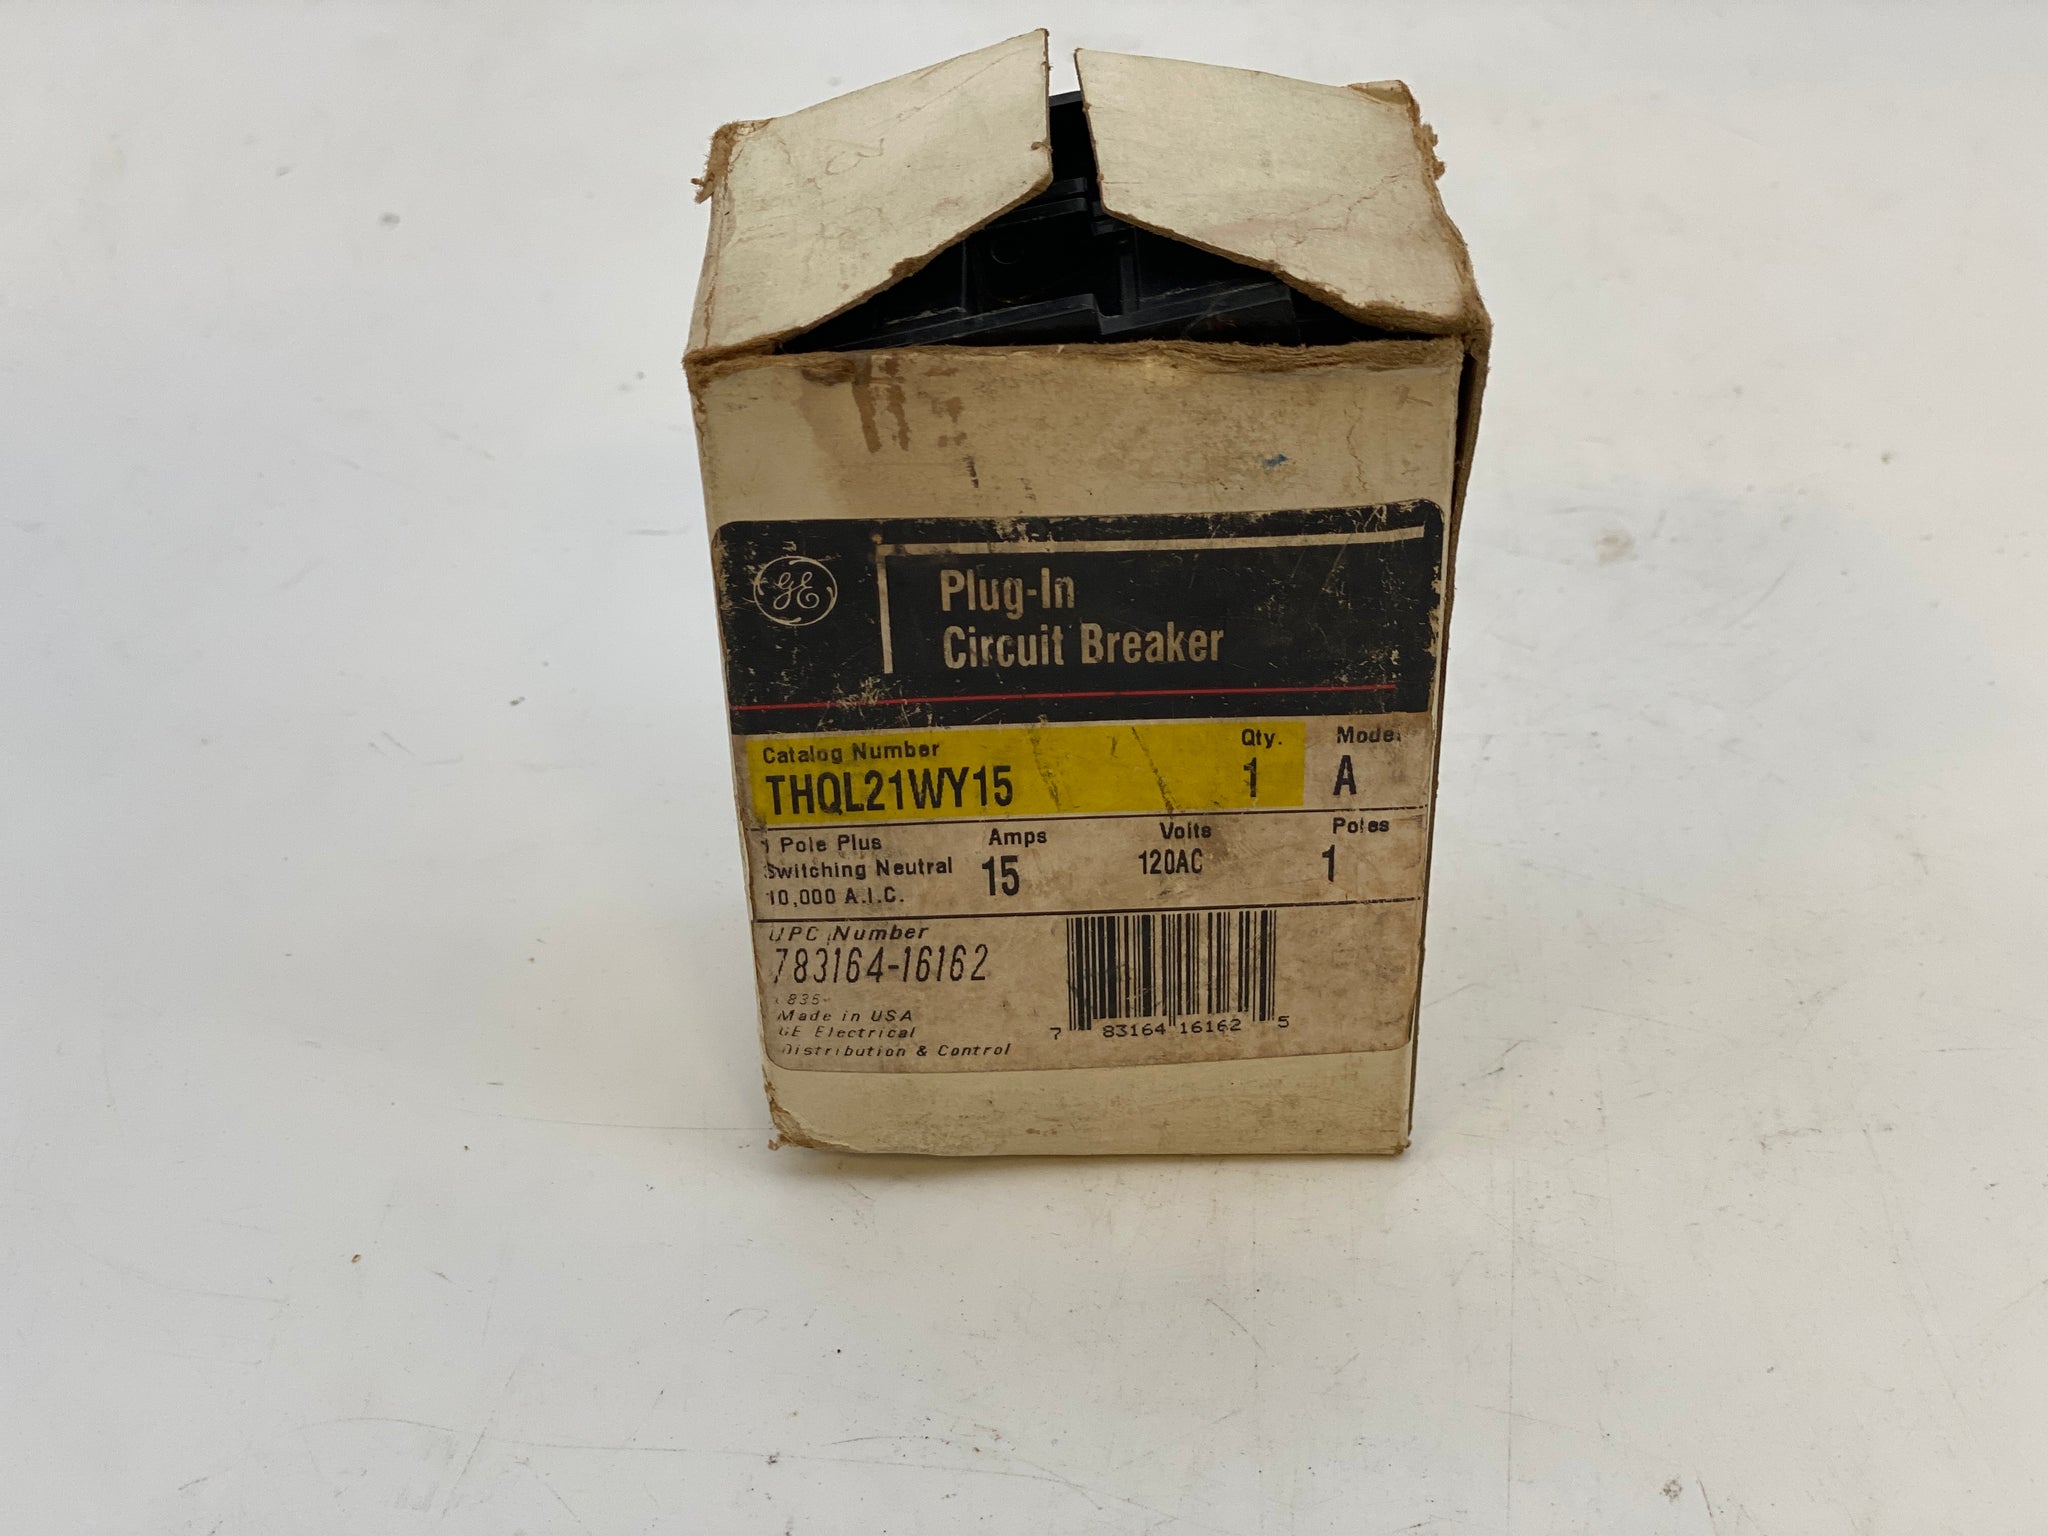 GE
Plug-In
Circuit Breaker
Catalog Number Qty. Model
THQL21WY15 1 A
1 Pole Plus Amps Volts Poles
Switching Neutral 15 120AC 1
10,000 A.I.C.
UPC Number
783164-16162
Made in USA
GE Electrical
Distribution & Control
7 83164 16162 5